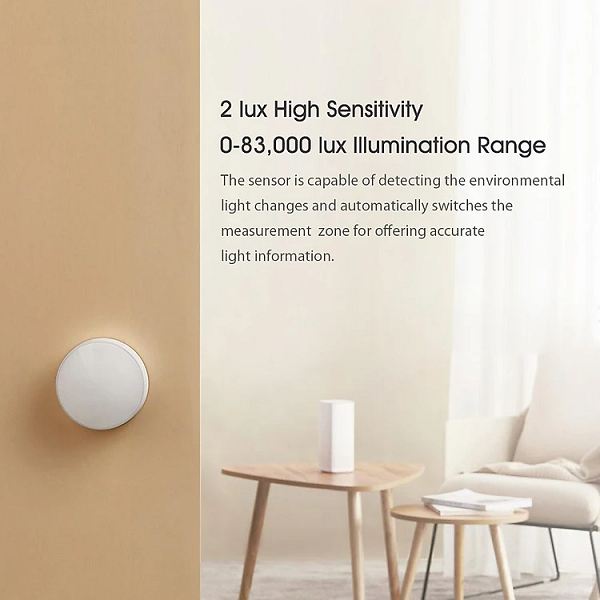 2 lux High Sensitivity
0-83,000 lux Illumination Range
The sensor is capable of detecting the environmental
light changes and automatically switches the
measurement  zone for offering accurate
light information.